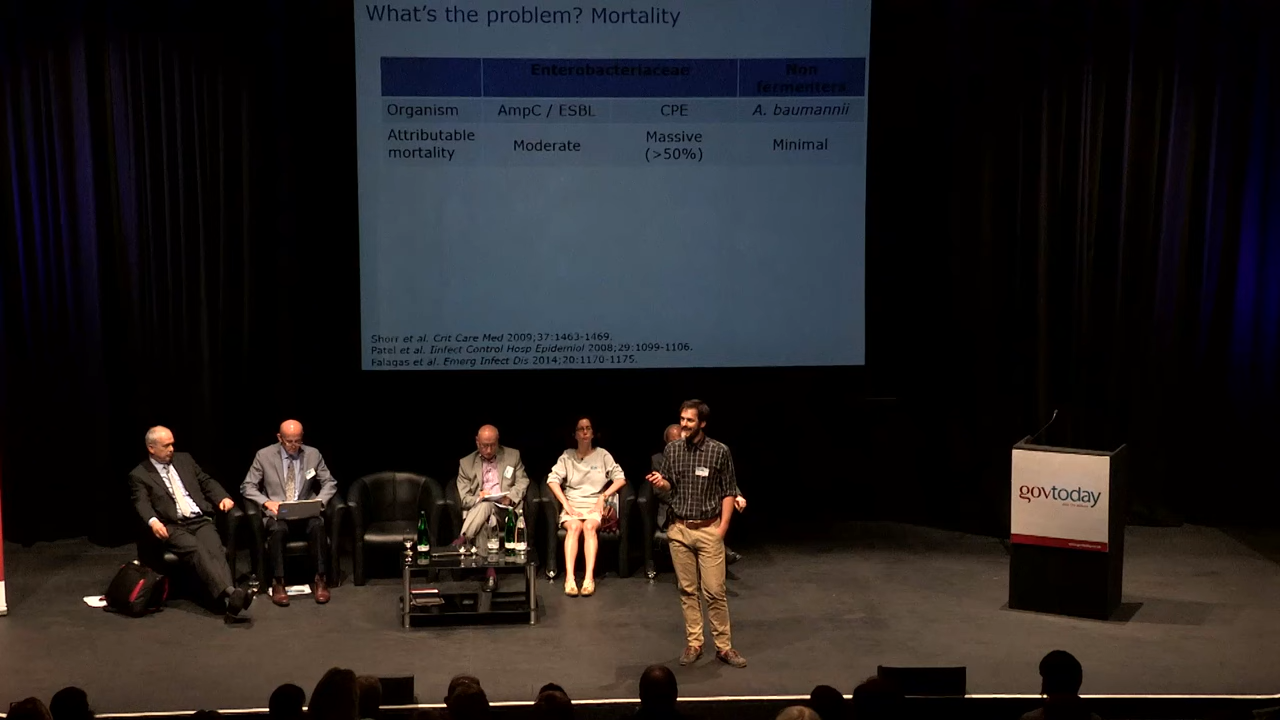 What's the problem? Mortality
Enterobacteriaceae
Non
fermenters
Organism
AmpC / ESBL
CPE
A. baumannii
Attributable
mortality
Moderate
Massive
(>50%)
Minimal
Shorr et al. Crit Care Med 2009;37:1463-1469.
Patel et al. Iinfect Control Hosp Epidemiol 2008;29:1099-1106.
Falagas et al. Emerg Infect Dis 2014;20:1170-1175.
govtoday